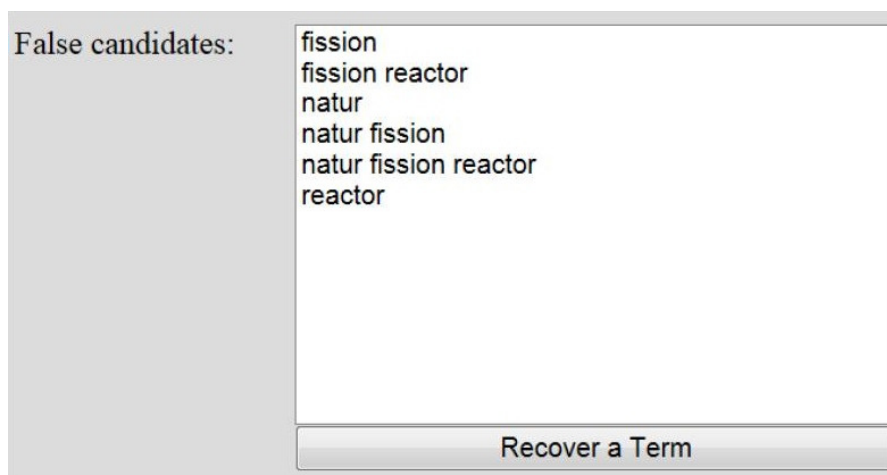 False candidates:
fission
fission reactor
natur
natur fission
natur fission reactor
reactor
Recover a Term